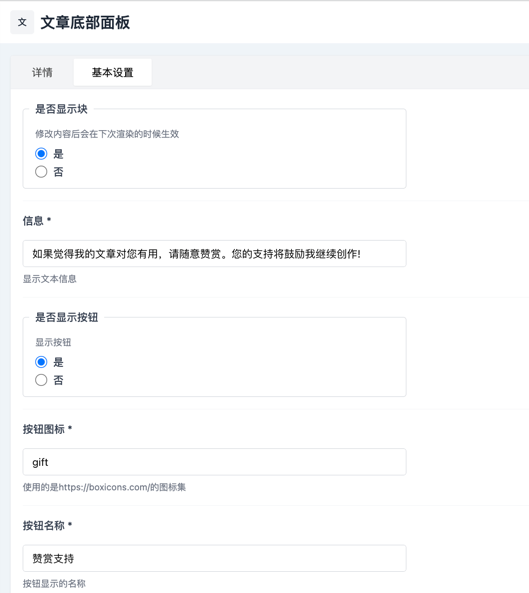 文 文章底部面板
详情 基本设置
是否显示块
修改内容后会在下次渲染的时候生效
是
否
信息 *
如果觉得我的文章对您有用，请随意赞赏。您的支持将鼓励我继续创作!
显示文本信息
是否显示按钮
显示按钮
是
否
按钮图标 *
gift
使用的是https://boxicons.com/的图标集
按钮名称 *
赞赏支持
按钮显示的名称